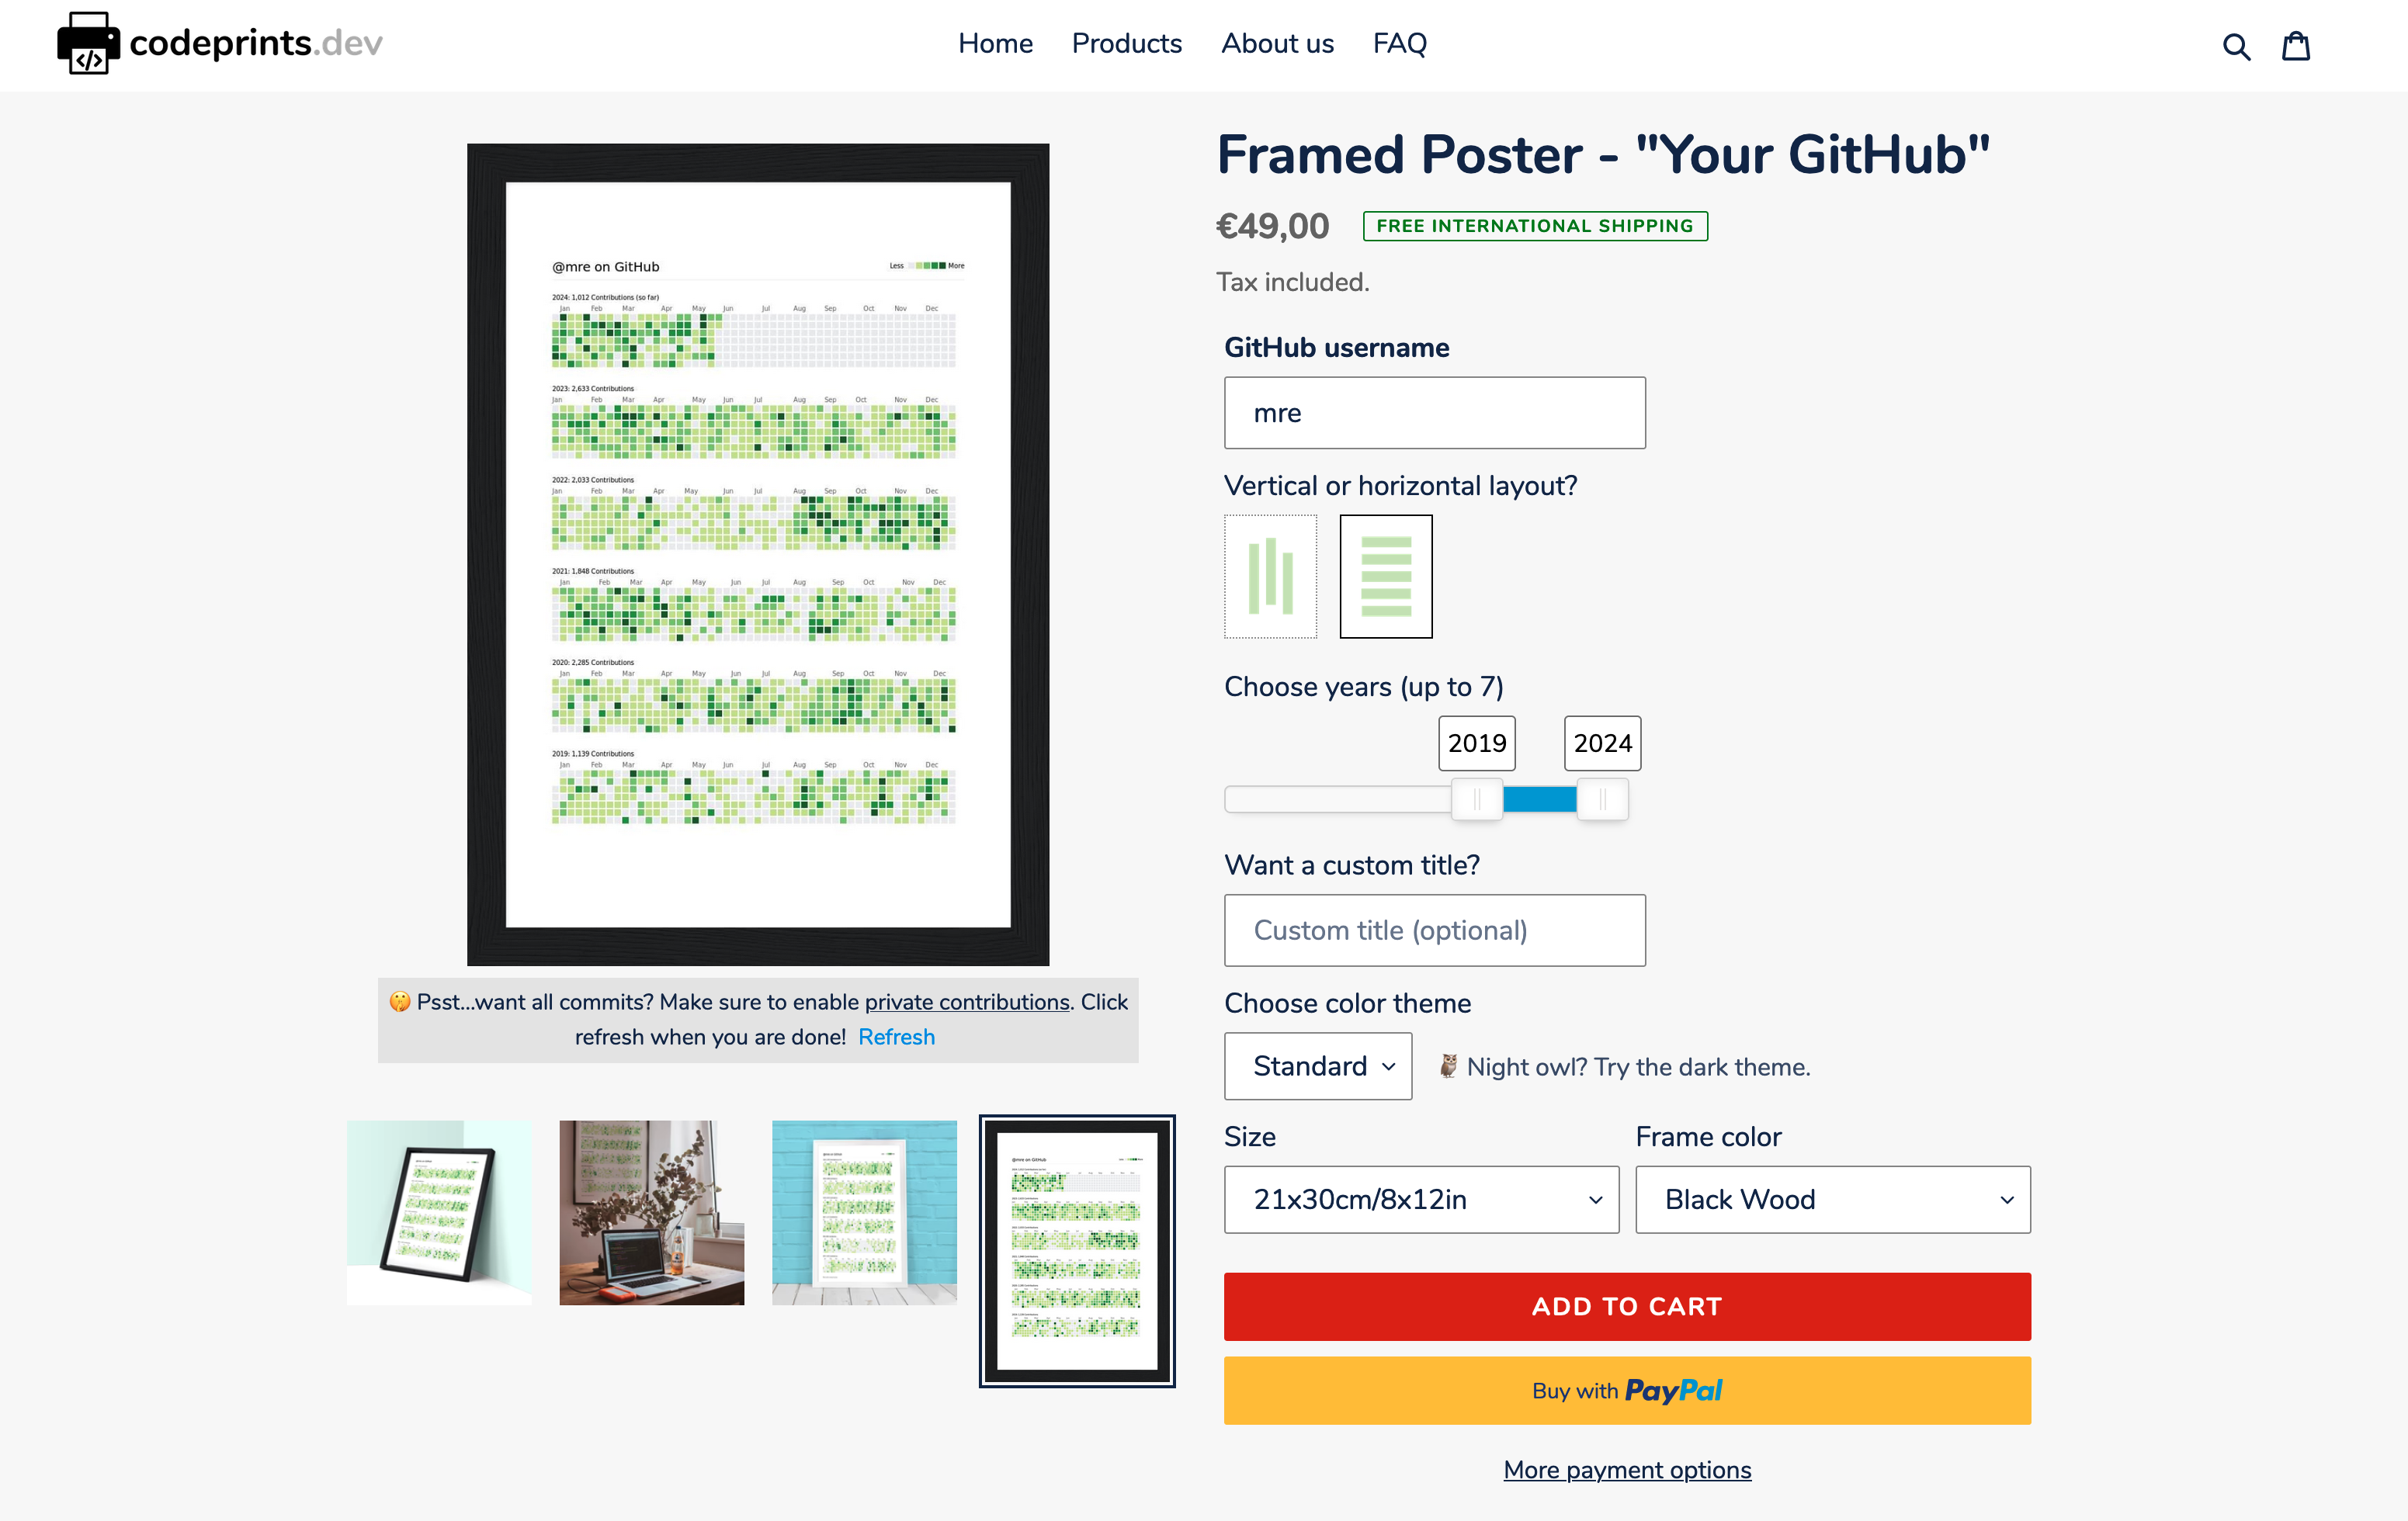 codeprints.dev
Home Products About us FAQ
@mre on GitHub
Less More
2024: 1,012 Contributions (so far)
Jan Feb Mar Apr May Jun Jul Aug Sep Oct Nov Dec
2023: 2,633 Contributions
Jan Feb Mar Apr May Jun Jul Aug Sep Oct Nov Dec
2022: 2,033 Contributions
Jan Feb Mar Apr May Jun Jul Aug Sep Oct Nov Dec
2021: 1,848 Contributions
Jan Feb Mar Apr May Jun Jul Aug Sep Oct Nov Dec
2020: 2,285 Contributions
Jan Feb Mar Apr May Jun Jul Aug Sep Oct Nov Dec
2019: 1,139 Contributions
Jan Feb Mar Apr May Jun Jul Aug Sep Oct Nov Dec
🤫 Psst...want all commits? Make sure to enable private contributions. Click
refresh when you are done! Refresh
@mre on GitHub
Framed Poster - "Your GitHub"
€49,00 FREE INTERNATIONAL SHIPPING
Tax included.
GitHub username
mre
Vertical or horizontal layout?
Choose years (up to 7)
2019 2024
Want a custom title?
Custom title (optional)
Choose color theme
Standard 🦉 Night owl? Try the dark theme.
Size Frame color
21x30cm/8x12in Black Wood
ADD TO CART
Buy with PayPal
More payment options